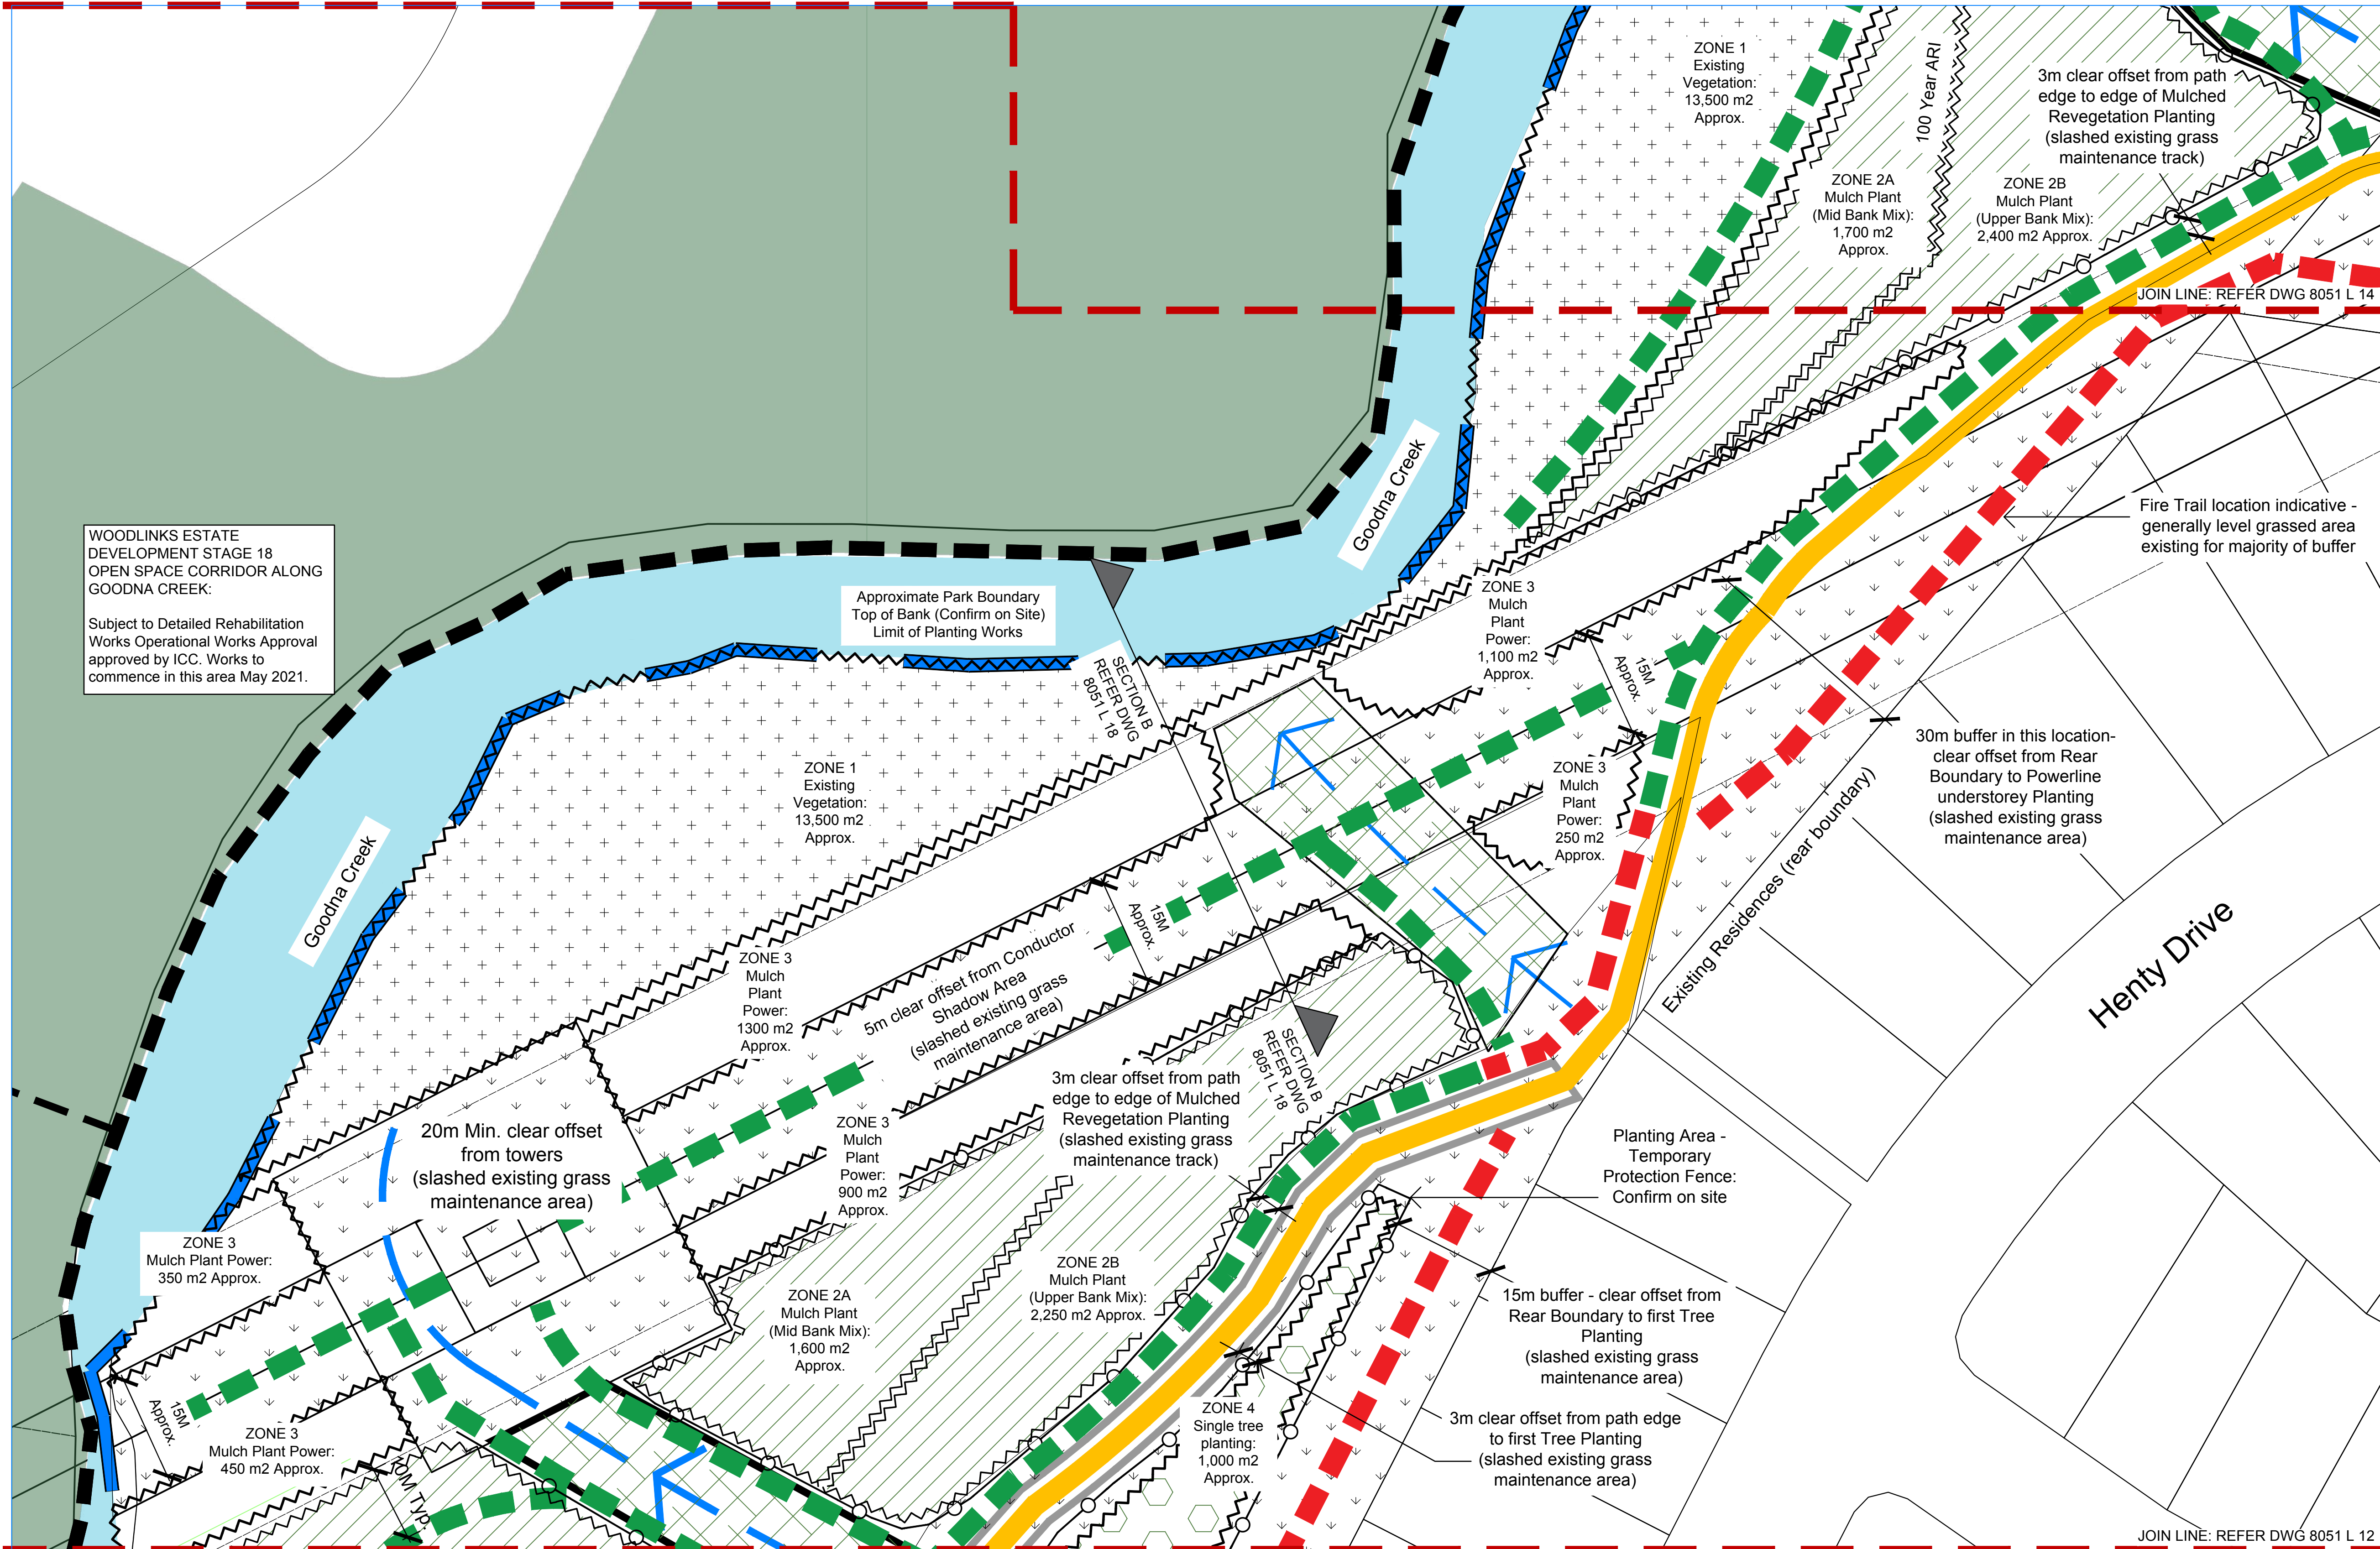 ZONE 1
Existing
Vegetation:
13,500 m2
Approx.
100 Year ARI
3m clear offset from path
edge to edge of Mulched
Revegetation Planting
(slashed existing grass
maintenance track)
ZONE 2A
Mulch Plant
(Mid Bank Mix):
1,700 m2
Approx.
ZONE 2B
Mulch Plant
(Upper Bank Mix):
2,400 m2 Approx.
JOIN LINE: REFER DWG 8051 L 14
Goodna Creek
Fire Trail location indicative -
generally level grassed area
existing for majority of buffer
WOODLINKS ESTATE
DEVELOPMENT STAGE 18
OPEN SPACE CORRIDOR ALONG
GOODNA CREEK:
Subject to Detailed Rehabilitation
Works Operational Works Approval
approved by ICC. Works to
commence in this area May 2021.
Approximate Park Boundary
Top of Bank (Confirm on Site)
Limit of Planting Works
ZONE 3
Mulch
Plant
Power:
1,100 m2
Approx.
15M
Approx.
SECTION B
REFER DWG
8051 L 18
30m buffer in this location-
clear offset from Rear
Boundary to Powerline
understorey Planting
(slashed existing grass
maintenance area)
ZONE 1
Existing
Vegetation:
13,500 m2
Approx.
ZONE 3
Mulch
Plant
Power:
250 m2
Approx.
Existing Residences (rear boundary)
Goodna Creek
Henty Drive
15M
Approx.
ZONE 3
Mulch
Plant
Power:
1300 m2
Approx.
5m clear offset from Conductor
Shadow Area
(slashed existing grass
maintenance area)
SECTION B
REFER DWG
8051 L 18
3m clear offset from path
edge to edge of Mulched
Revegetation Planting
(slashed existing grass
maintenance track)
20m Min. clear offset
from towers
(slashed existing grass
maintenance area)
ZONE 3
Mulch
Plant
Power:
900 m2
Approx.
Planting Area -
Temporary
Protection Fence:
Confirm on site
ZONE 3
Mulch Plant Power:
350 m2 Approx.
ZONE 2B
Mulch Plant
(Upper Bank Mix):
2,250 m2 Approx.
ZONE 2A
Mulch Plant
(Mid Bank Mix):
1,600 m2
Approx.
15m buffer - clear offset from
Rear Boundary to first Tree
Planting
(slashed existing grass
maintenance area)
15M
Approx.
ZONE 3
Mulch Plant Power:
450 m2 Approx.
ZONE 4
Single tree
planting:
1,000 m2
Approx.
3m clear offset from path edge
to first Tree Planting
(slashed existing grass
maintenance area)
Typ.
JOIN LINE: REFER DWG 8051 L 12